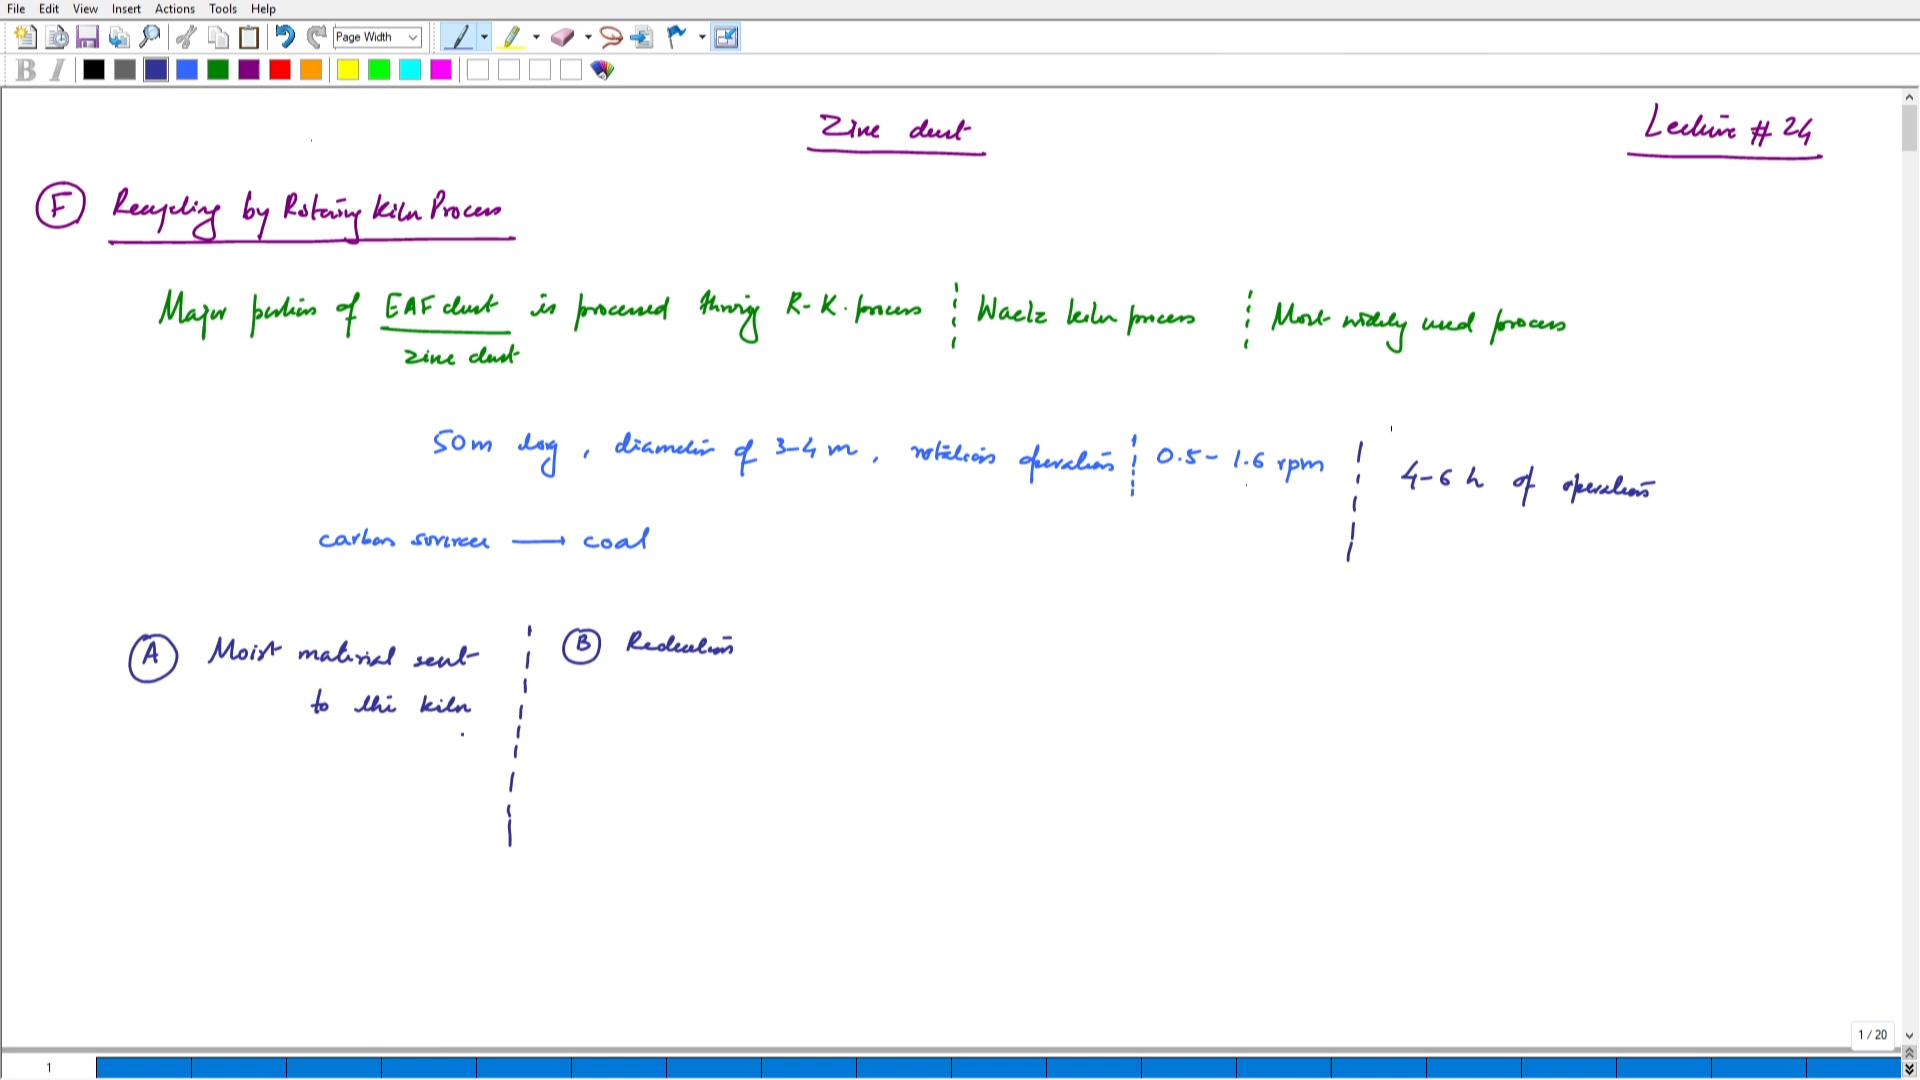 File Edit View Insert Actions Tools Help
Page Width
B I
Zinc dust
Lecture # 24
F Recycling by Rotating Kiln Process
Major portion of EAF dust is processed through R-K. process Waelz kiln process Most widely used process
zinc dust
50m long, diameter of 3-4 m, rotation operation 0.5 - 1.6 rpm 4-6 h of operation
carbon sources → coal
A Moist material sent B Reduction
to the kiln
1 / 20
1